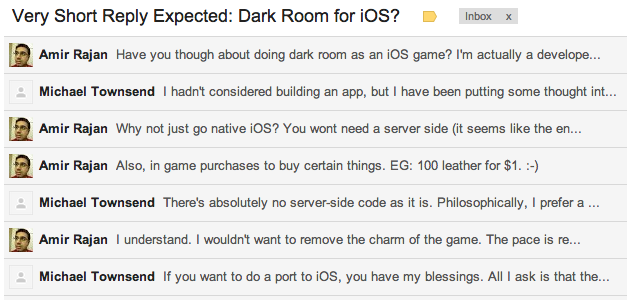 Very Short Reply Expected: Dark Room for iOS? Inbox x
Amir Rajan Have you though about doing dark room as an iOS game? I'm actually a develope...
Michael Townsend I hadn't considered building an app, but I have been putting some thought int...
Amir Rajan Why not just go native iOS? You wont need a server side (it seems like the en...
Amir Rajan Also, in game purchases to buy certain things. EG: 100 leather for $1. :-)
Michael Townsend There's absolutely no server-side code as it is. Philosophically, I prefer a ...
Amir Rajan I understand. I wouldn't want to remove the charm of the game. The pace is re...
Michael Townsend If you want to do a port to iOS, you have my blessings. All I ask is that the...